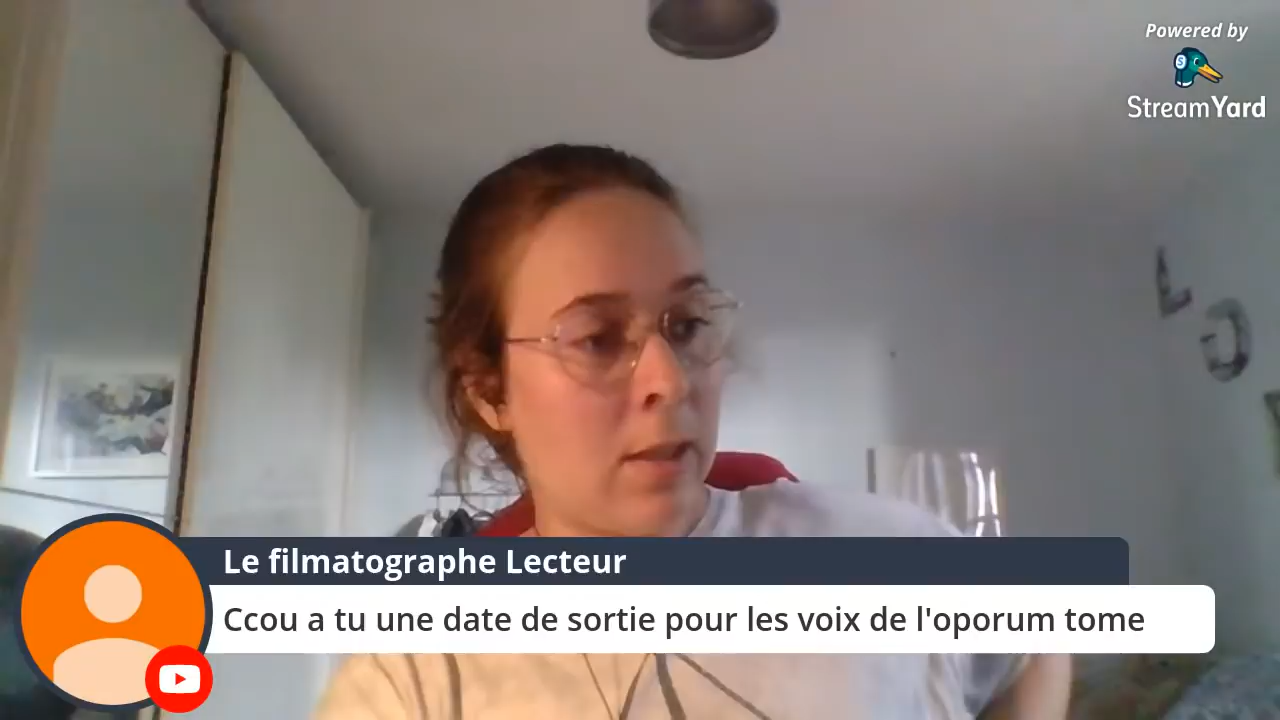 Powered by
StreamYard
L
O
Le filmatographe Lecteur
Ccou a tu une date de sortie pour les voix de l'oporum tome